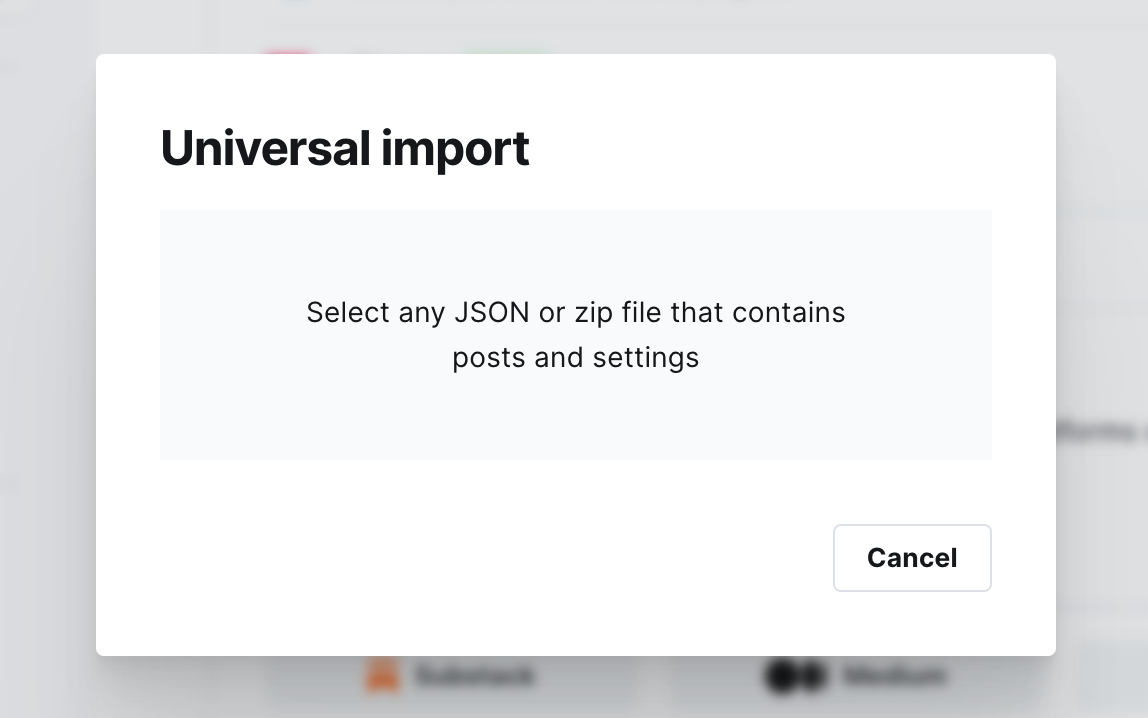 Universal import
Select any JSON or zip file that contains
posts and settings
Cancel
Substack
Medium